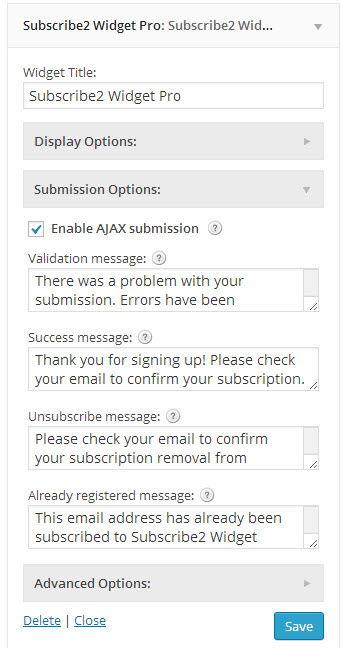 Subscribe2 Widget Pro: Subscribe2 Wid...
Widget Title:
Subscribe2 Widget Pro
Display Options:
Submission Options:
Enable AJAX submission ?
Validation message: ?
There was a problem with your
submission. Errors have been
Success message: ?
Thank you for signing up! Please check
your email to confirm your subscription.
Unsubscribe message: ?
Please check your email to confirm
your subscription removal from
Already registered message: ?
This email address has already been
subscribed to Subscribe2 Widget
Advanced Options:
Delete | Close
Save